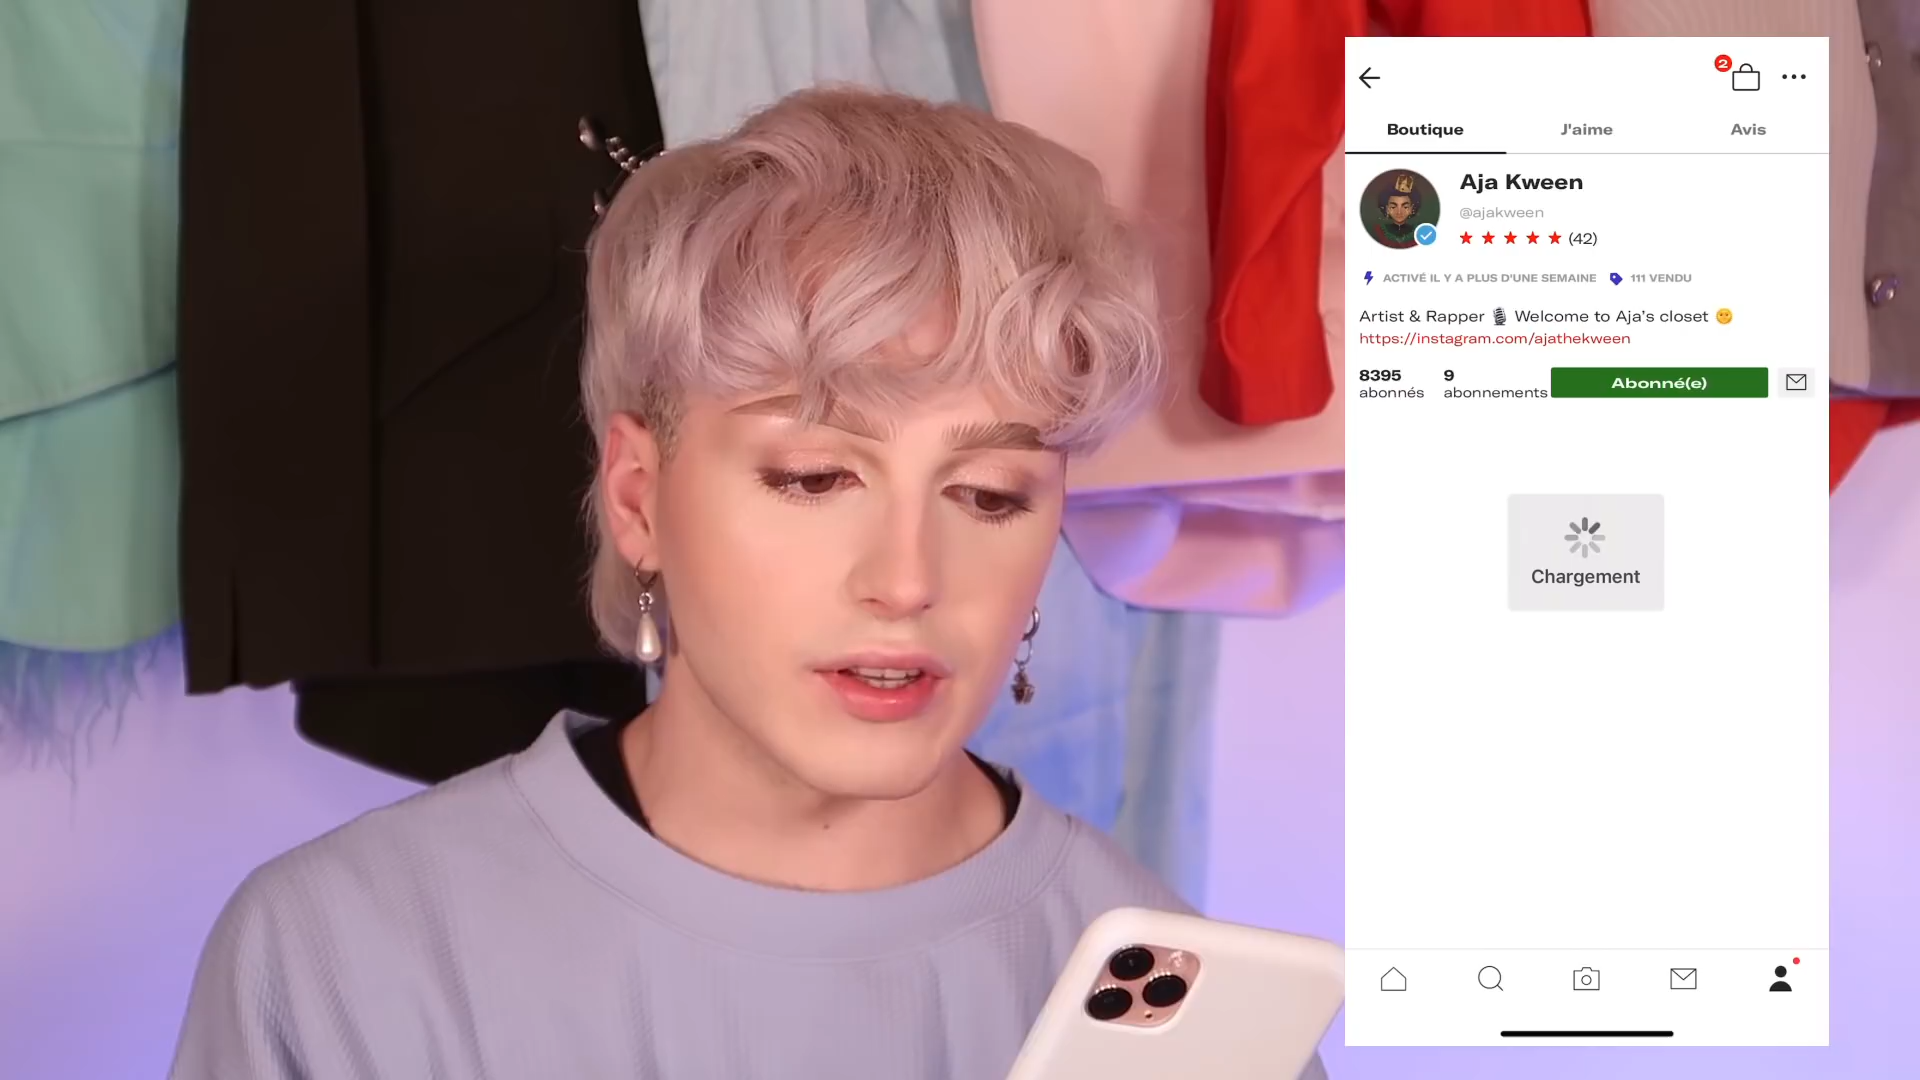 2
Boutique
J'aime
Avis
Aja Kween
@ajakween
(42)
ACTIVÉ IL Y A PLUS D'UNE SEMAINE
111 VENDU
Artist & Rapper 🎙 Welcome to Aja's closet 🌝
https://instagram.com/ajathekween
8395
abonnés
9
abonnements
Abonné(e)
Chargement